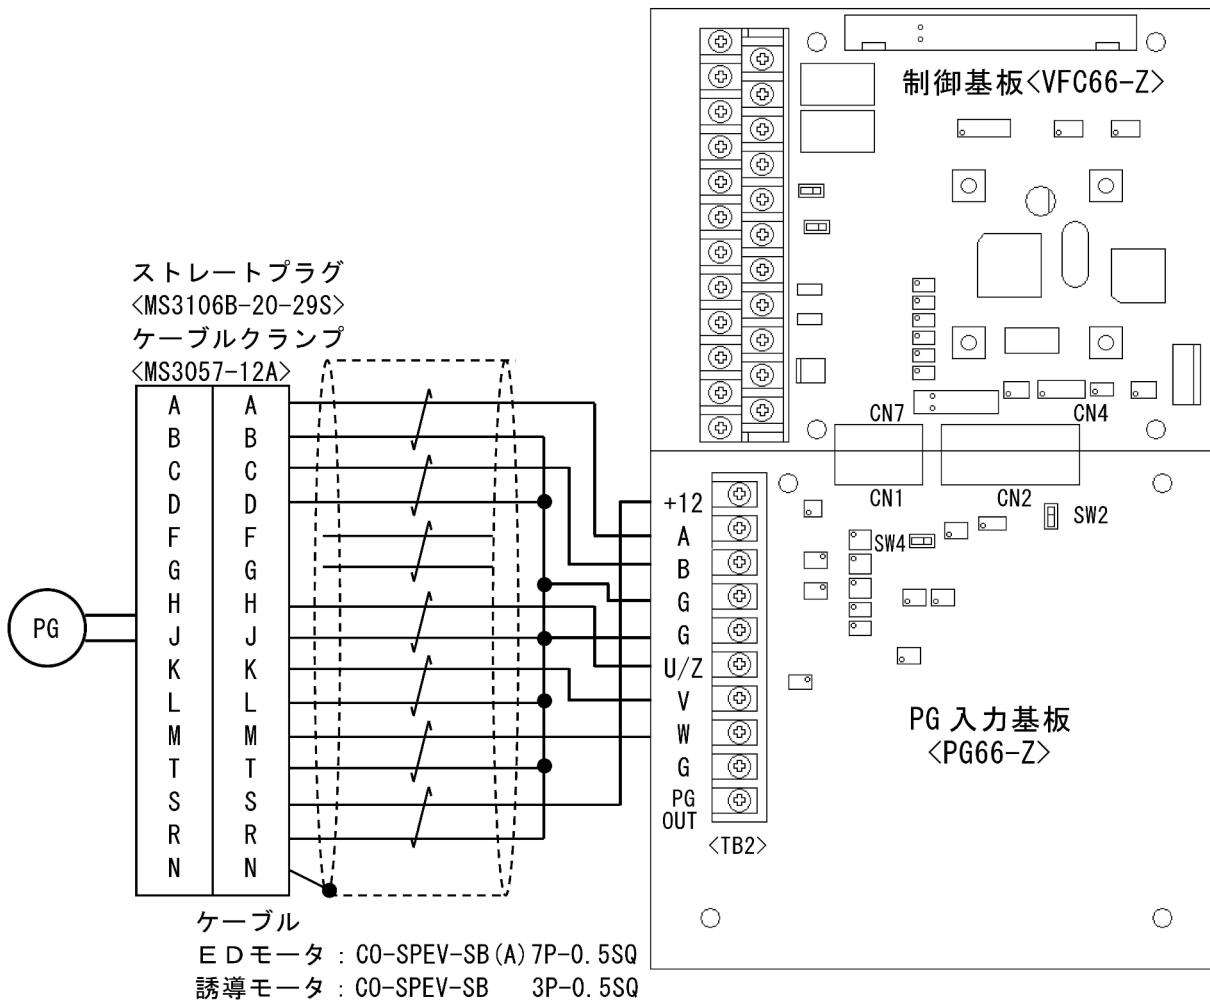 制御基板<VFC66-Z>
ストレートプラグ
<MS3106B-20-29S>
ケーブルクランプ
<MS3057-12A>
A A
B B
C C
D D
F F
G G
H H
J J
K K
L L
M M
T T
S S
R R
N N
PG
CN7
CN4
CN1
CN2
SW2
SW4
+12
A
B
G
G
U/Z
V
W
G
PG
OUT
<TB2>
PG 入力基板
<PG66-Z>
ケーブル
EDモータ:CO-SPEV-SB(A)7P-0.5SQ
誘導モータ:CO-SPEV-SB 3P-0.5SQ